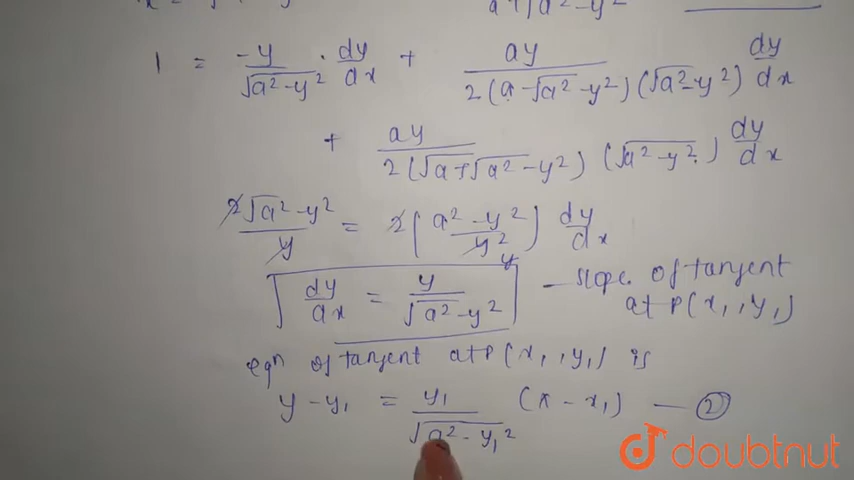 a + √a² - y²
1 = -y/√a² - y² · dy/dx + ay/2(a - √a² - y²)(√a² - y²) dy/dx
+ ay/2(√a + √a² - y²)(√a² - y²) dy/dx
2√a² - y²/y = 2(a² - y²/y²) dy/dx
y
dy/dx = y/√a² - y² — slope of tangent
at P(x₁, y₁)
eqⁿ of tangent at P(x₁, y₁) is
y - y₁ = y₁/√a² - y₁² (x - x₁) — ②
doubtnut